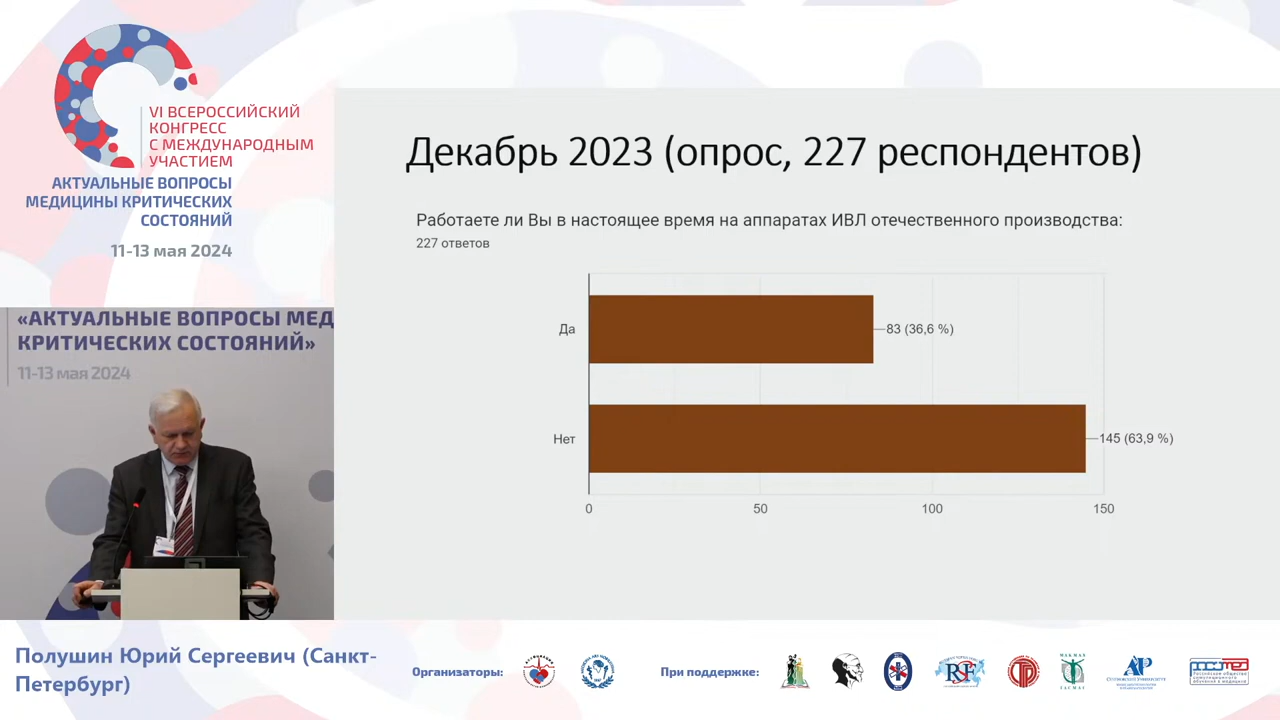 VI ВСЕРОССИЙСКИЙ
КОНГРЕСС
С МЕЖДУНАРОДНЫМ
УЧАСТИЕМ
АКТУАЛЬНЫЕ ВОПРОСЫ
МЕДИЦИНЫ КРИТИЧЕСКИХ
СОСТОЯНИЙ
11-13 мая 2024
Декабрь 2023 (опрос, 227 респондентов)
Работаете ли Вы в настоящее время на аппаратах ИВЛ отечественного производства:
227 ответов
Да
83 (36,6 %)
Нет
145 (63,9 %)
0
50
100
150
«АКТУАЛЬНЫЕ ВОПРОСЫ МЕД
КРИТИЧЕСКИХ СОСТОЯНИЙ»
11-13 мая 2024
Полушин Юрий Сергеевич (Санкт-
Петербург)
Организаторы:
При поддержке: